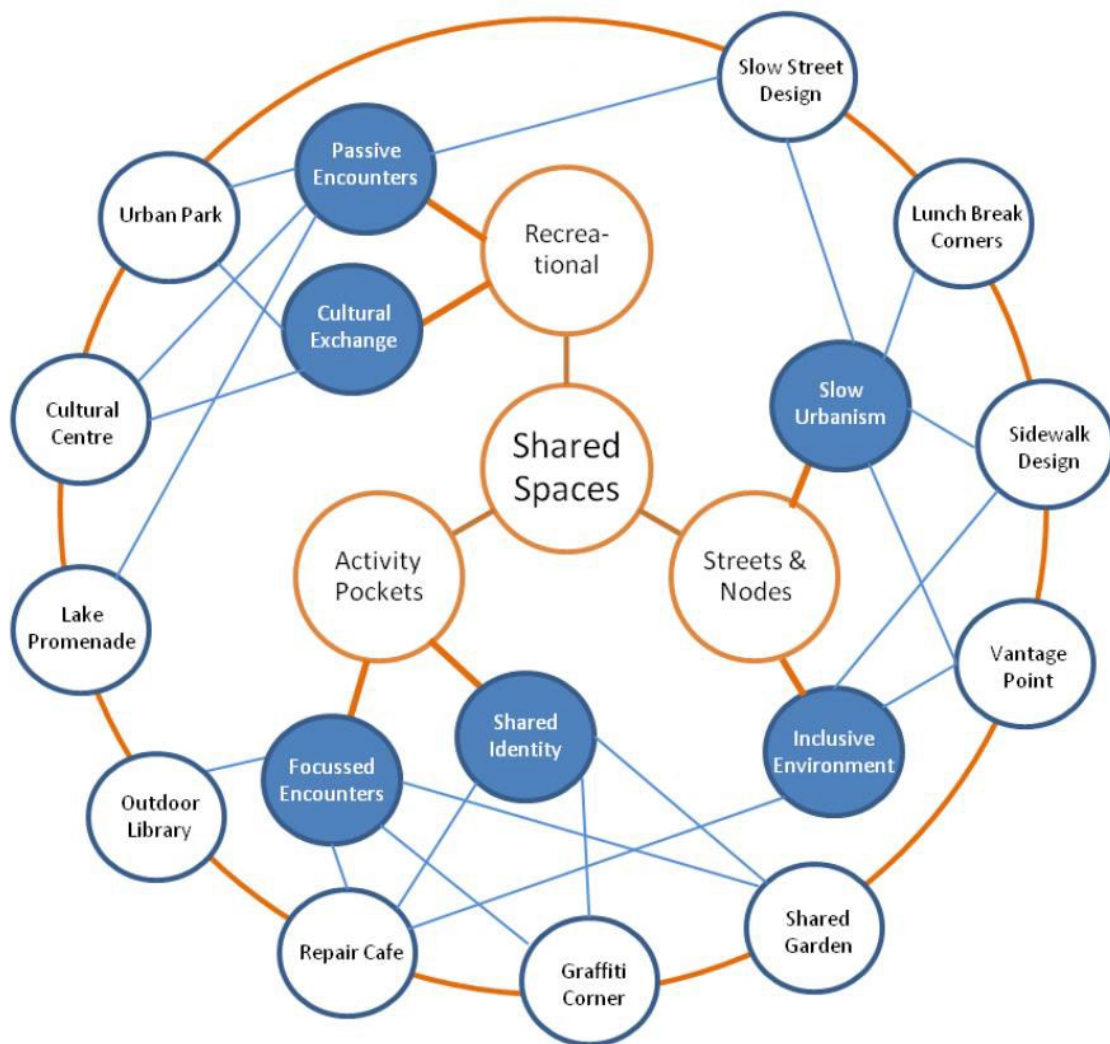 Slow Street
Design
Passive
Encounters
Urban Park
Recrea-
tional
Lunch Break
Corners
Cultural
Exchange
Slow
Urbanism
Cultural
Centre
Shared
Spaces
Sidewalk
Design
Activity
Pockets
Streets &
Nodes
Lake
Promenade
Vantage
Point
Shared
Identity
Inclusive
Environment
Focussed
Encounters
Outdoor
Library
Repair Cafe
Graffiti
Corner
Shared
Garden